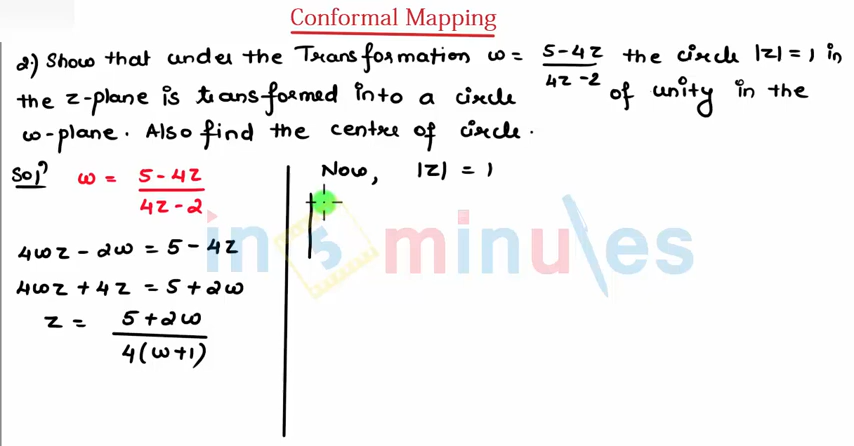 Conformal Mapping
2:) Show that under the Transformation ω = 5-4z / 4z-2 the circle |z| = 1 in
the z-plane is transformed into a circle of unity in the
ω-plane. Also find the centre of circle.
Solⁿ ω = 5-4z / 4z-2
4ωz - 2ω = 5 - 4z
4ωz + 4z = 5 + 2ω
z = 5+2ω / 4(ω+1)
Now, |z| = 1
in 5 minutes